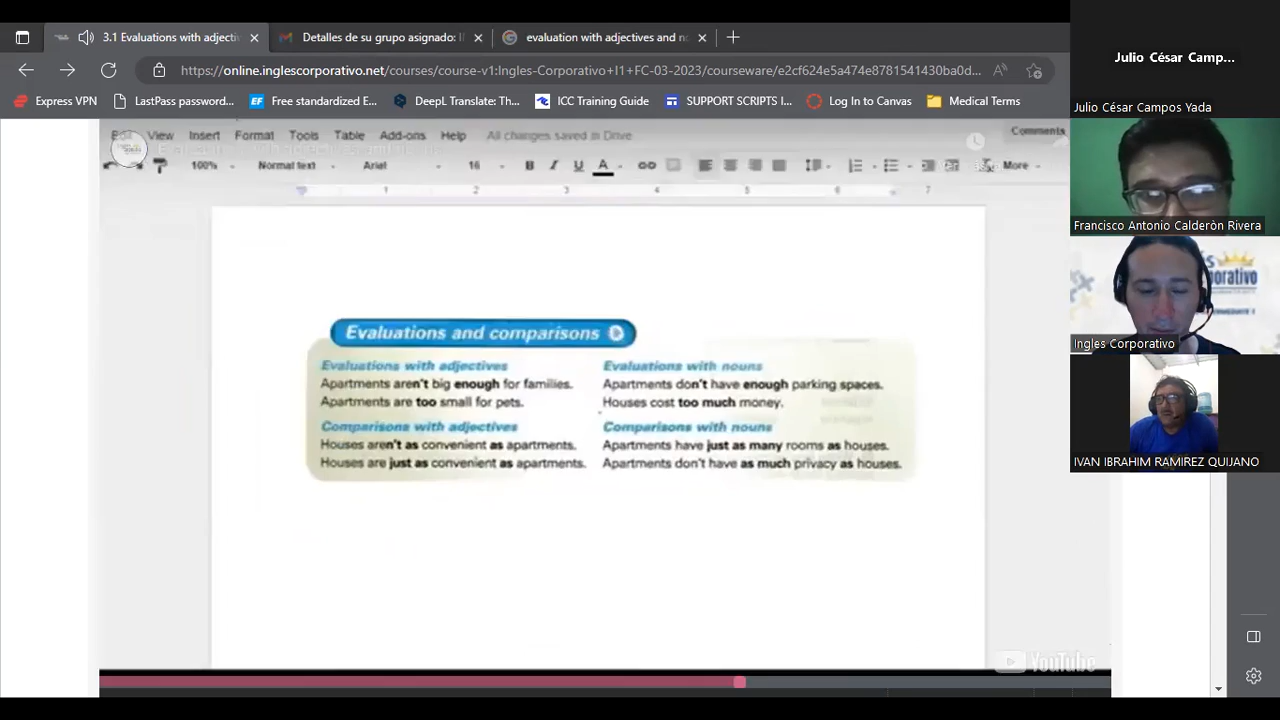 3.1 Evaluations with adjecti
Detalles de su grupo asignado: I
evaluation with adjectives and n
https://online.inglescorporativo.net/courses/course-v1:Ingles-Corporativo+I1+FC-03-2023/courseware/e2cf624e5a474e8781541430ba0d...
Express VPN
LastPass password...
Free standardized E...
DeepL Translate: Th...
ICC Training Guide
SUPPORT SCRIPTS I...
Log In to Canvas
Medical Terms
Edit View Insert Format Tools Table Add-ons Help All changes saved in Drive
Comments
100% Normal text Arial 16 B I U A More
1 2 3 4 5 6 7
Evaluations and comparisons
Evaluations with adjectives
Apartments aren't big enough for families.
Apartments are too small for pets.
Comparisons with adjectives
Houses aren't as convenient as apartments.
Houses are just as convenient as apartments.
Evaluations with nouns
Apartments don't have enough parking spaces.
Houses cost too much money.
Comparisons with nouns
Apartments have just as many rooms as houses.
Apartments don't have as much privacy as houses.
YouTube
Julio César Camp...
Julio César Campos Yada
Francisco Antonio Calderòn Rivera
Ingles Corporativo
IVAN IBRAHIM RAMIREZ QUIJANO